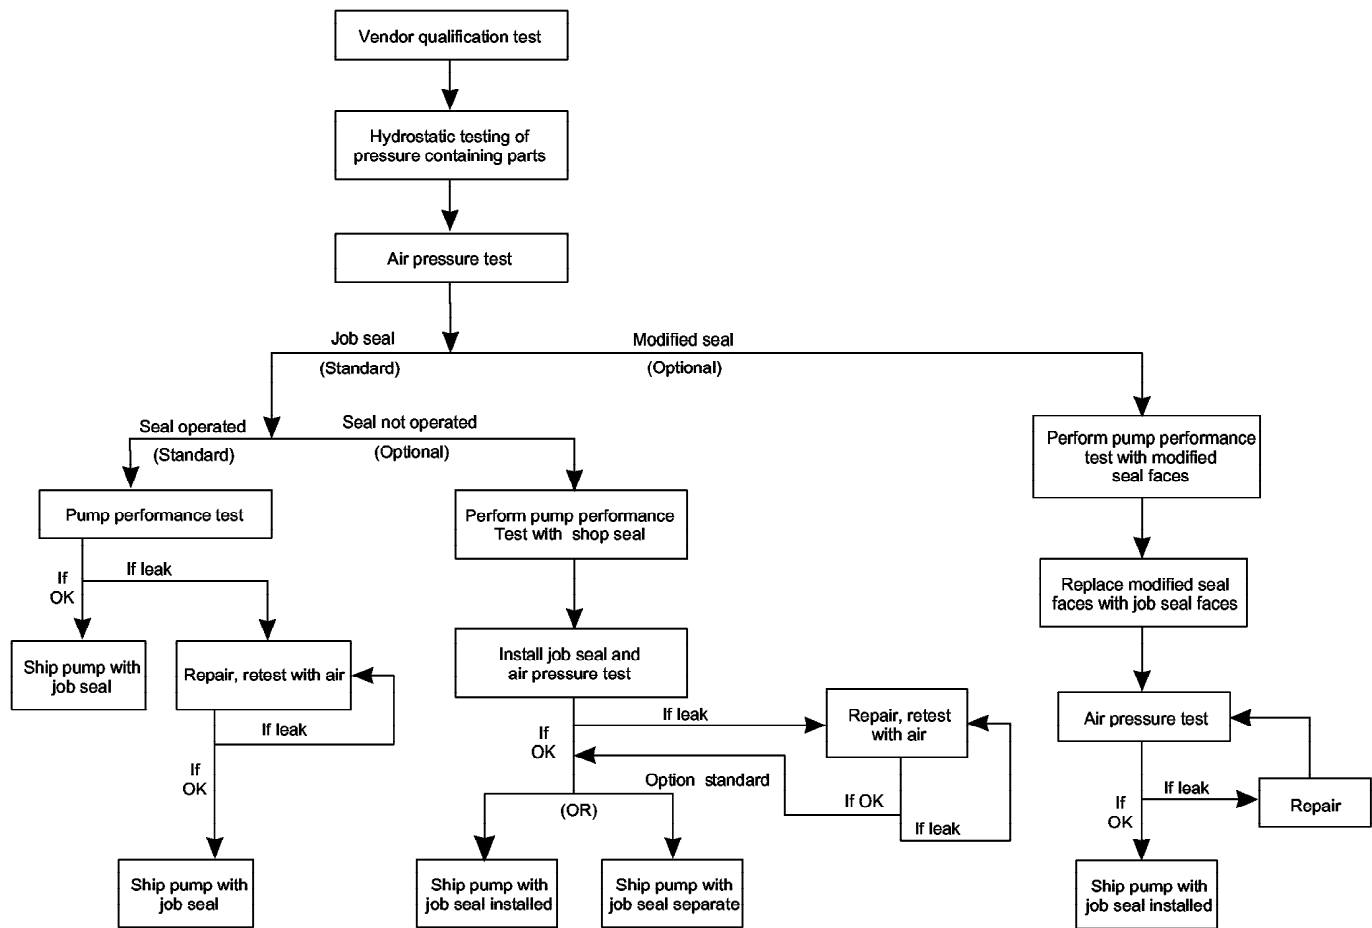 Vendor qualification test
Hydrostatic testing of
pressure containing parts
Air pressure test
Job seal
(Standard)
Modified seal
(Optional)
Seal operated
(Standard)
Seal not operated
(Optional)
Pump performance test
If
OK
If leak
Ship pump with
job seal
Repair, retest with air
If leak
If
OK
Ship pump with
job seal
Perform pump performance
Test with shop seal
Install job seal and
air pressure test
If leak
If
OK
Repair, retest
with air
Option standard
If OK
If leak
(OR)
Ship pump with
job seal installed
Ship pump with
job seal separate
Perform pump performance
test with modified
seal faces
Replace modified seal
faces with job seal faces
Air pressure test
If leak
If
OK
Repair
Ship pump with
job seal installed